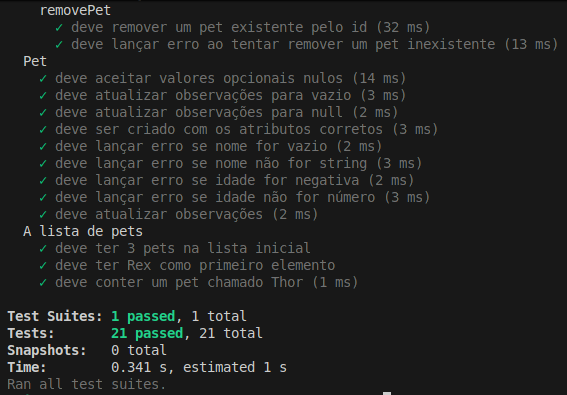 removePet
✓ deve remover um pet existente pelo id (32 ms)
✓ deve lançar erro ao tentar remover um pet inexistente (13 ms)
Pet
✓ deve aceitar valores opcionais nulos (14 ms)
✓ deve atualizar observações para vazio (3 ms)
✓ deve atualizar observações para null (2 ms)
✓ deve ser criado com os atributos corretos (3 ms)
✓ deve lançar erro se nome for vazio (2 ms)
✓ deve lançar erro se nome não for string (3 ms)
✓ deve lançar erro se idade for negativa (2 ms)
✓ deve lançar erro se idade não for número (3 ms)
✓ deve atualizar observações (2 ms)
A lista de pets
✓ deve ter 3 pets na lista inicial
✓ deve ter Rex como primeiro elemento
✓ deve conter um pet chamado Thor (1 ms)
Test Suites: 1 passed, 1 total
Tests: 21 passed, 21 total
Snapshots: 0 total
Time: 0.341 s, estimated 1 s
Ran all test suites.